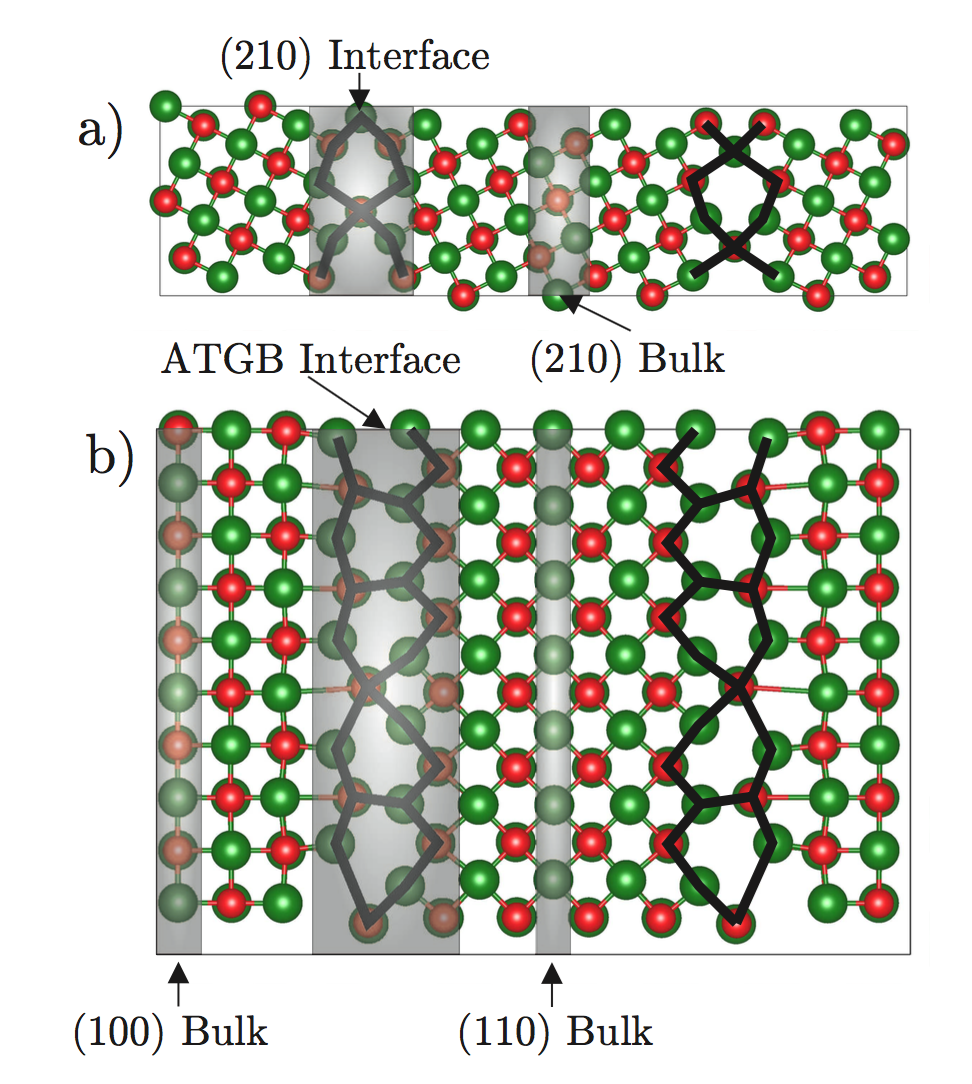 (210) Interface
a)
(210) Bulk
ATGB Interface
b)
(100) Bulk
(110) Bulk